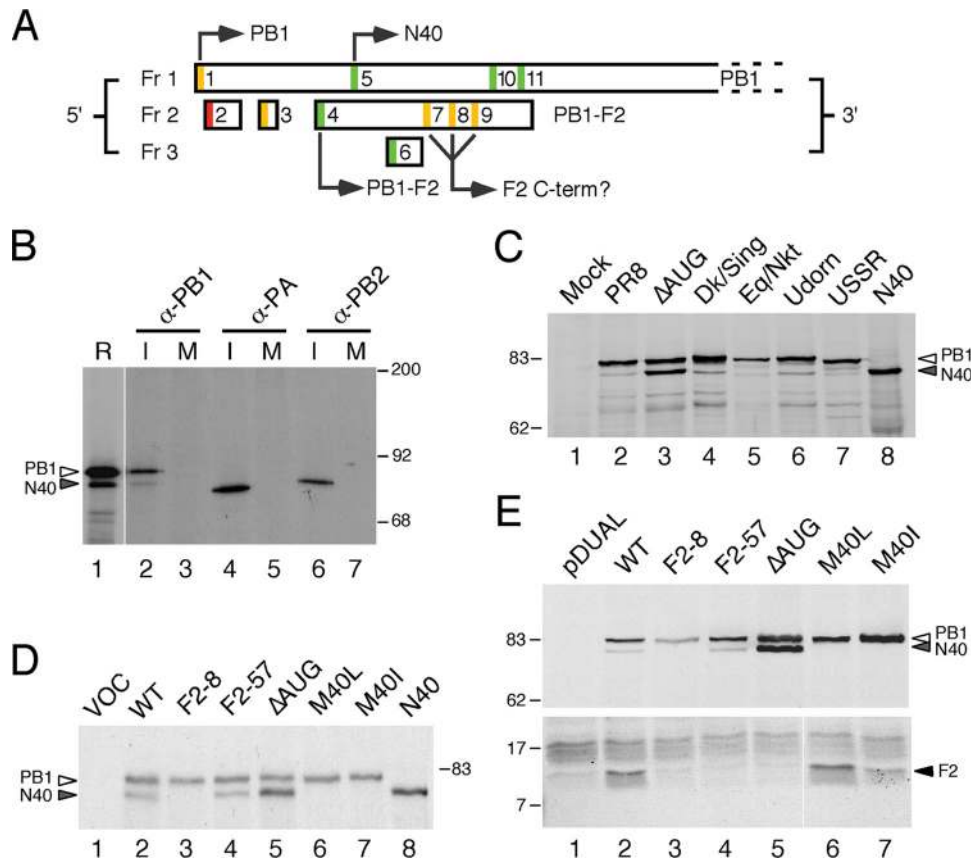 A
PB1 N40
Fr 1 1 5 10 11 PB1
5' Fr 2 2 3 4 7 8 9 PB1-F2 3'
Fr 3 6
PB1-F2 F2 C-term?
B
α-PB1 α-PA α-PB2
R I M I M I M
200
PB1 92
N40
68
1 2 3 4 5 6 7
C
Mock PR8 ΔAUG Dk/Sing Eq/Nkt Udorn USSR N40
83 PB1
N40
62
1 2 3 4 5 6 7 8
D
VOC WT F2-8 F2-57 ΔAUG M40L M40I N40
PB1 83
N40
1 2 3 4 5 6 7 8
E
pDUAL WT F2-8 F2-57 ΔAUG M40L M40I
83 PB1
N40
62
17
F2
7
1 2 3 4 5 6 7